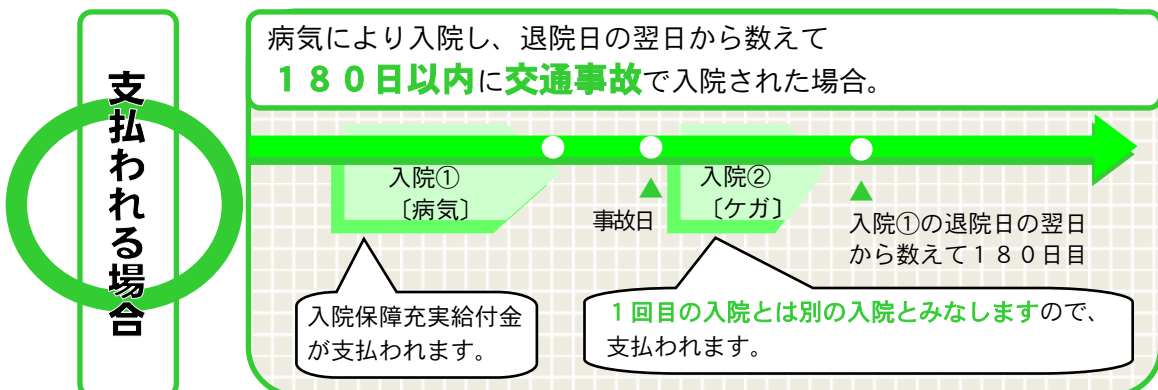 支払われる場合
病気により入院し、退院日の翌日から数えて
１８０日以内に交通事故で入院された場合。
入院①
〔病気〕
事故日
入院②
〔ケガ〕
入院①の退院日の翌日
から数えて１８０日目
入院保障充実給付金
が支払われます。
１回目の入院とは別の入院とみなしますので、
支払われます。